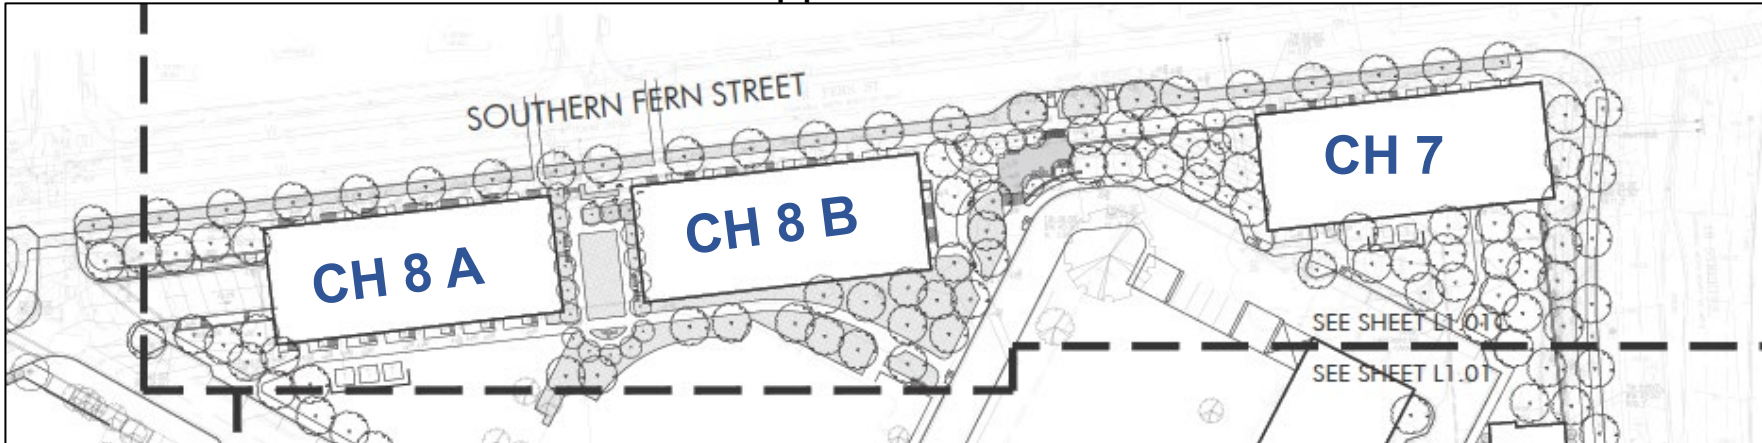 SOUTHERN FERN STREET
CH 8 A
CH 8 B
CH 7
SEE SHEET L1.01C
SEE SHEET L1.01